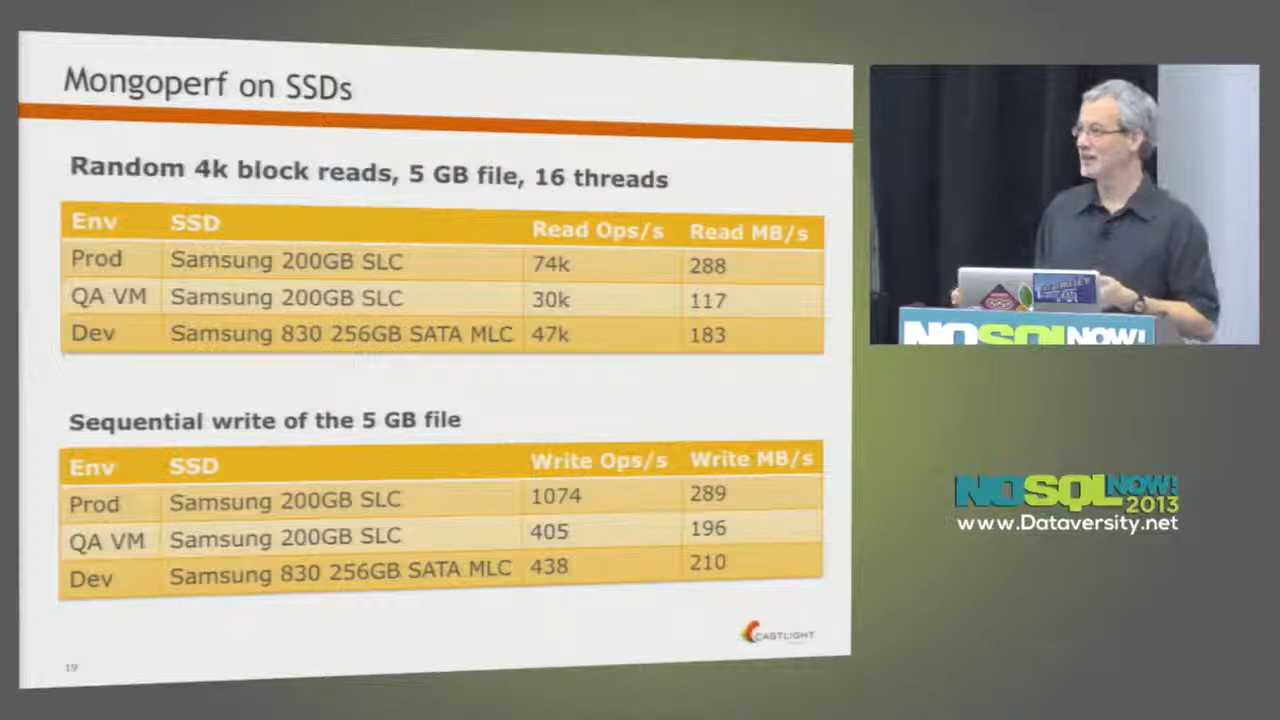 Mongoperf on SSDs
Random 4k block reads, 5 GB file, 16 threads
Env SSD Read Ops/s Read MB/s
Prod Samsung 200GB SLC 74k 288
QA VM Samsung 200GB SLC 30k 117
Dev Samsung 830 256GB SATA MLC 47k 183
Sequential write of the 5 GB file
Env SSD Write Ops/s Write MB/s
Prod Samsung 200GB SLC 1074 289
QA VM Samsung 200GB SLC 405 196
Dev Samsung 830 256GB SATA MLC 438 210
CASTLIGHT
19
NOSQL NOW!
NOSQL NOW!
2013
www.Dataversity.net